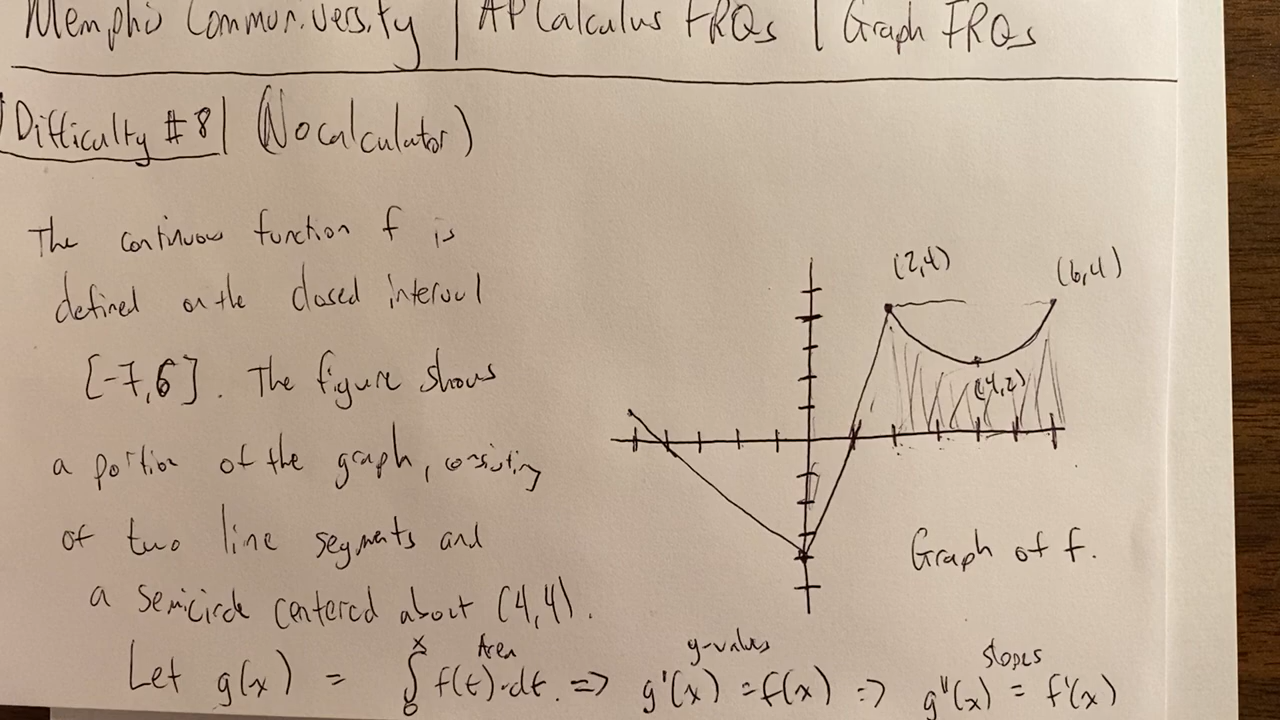 Memphis Communiversity | AP Calculus FRQs | Graph FRQs
Difficulty #8 (No calculator)
The continuous function f is
defined on the closed interval
[-7,6]. The figure shows
a portion of the graph, consisting
of two line segments and
a semicircle centered about (4,4).
(2,4)
(6,4)
(4,2)
Graph of f.
Area
y-values
slopes
Let g(x) = ∫₀ˣ f(t)·dt. => g'(x) = f(x) => g"(x) = f'(x)